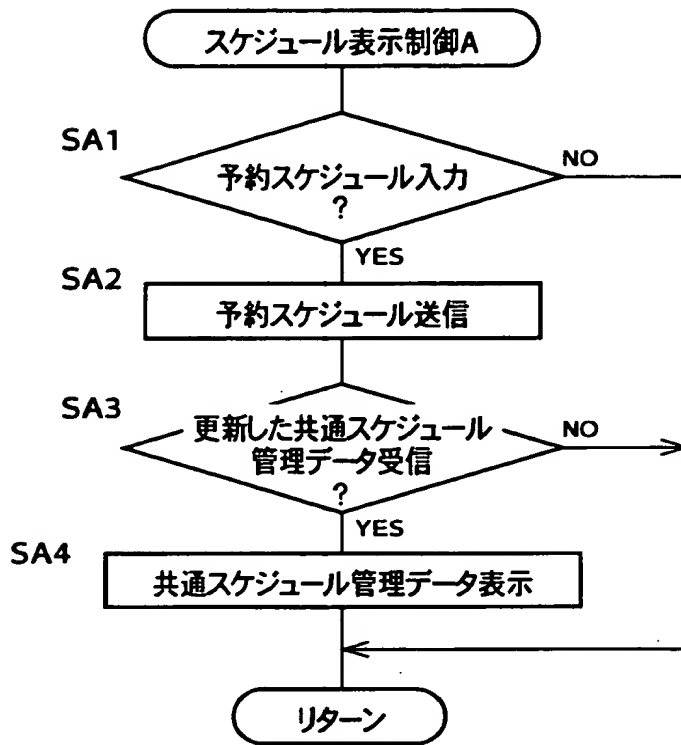 スケジュール表示制御A
SA1
予約スケジュール入力
?
NO
YES
SA2
予約スケジュール送信
SA3
更新した共通スケジュール
管理データ受信
?
NO
YES
SA4
共通スケジュール管理データ表示
リターン